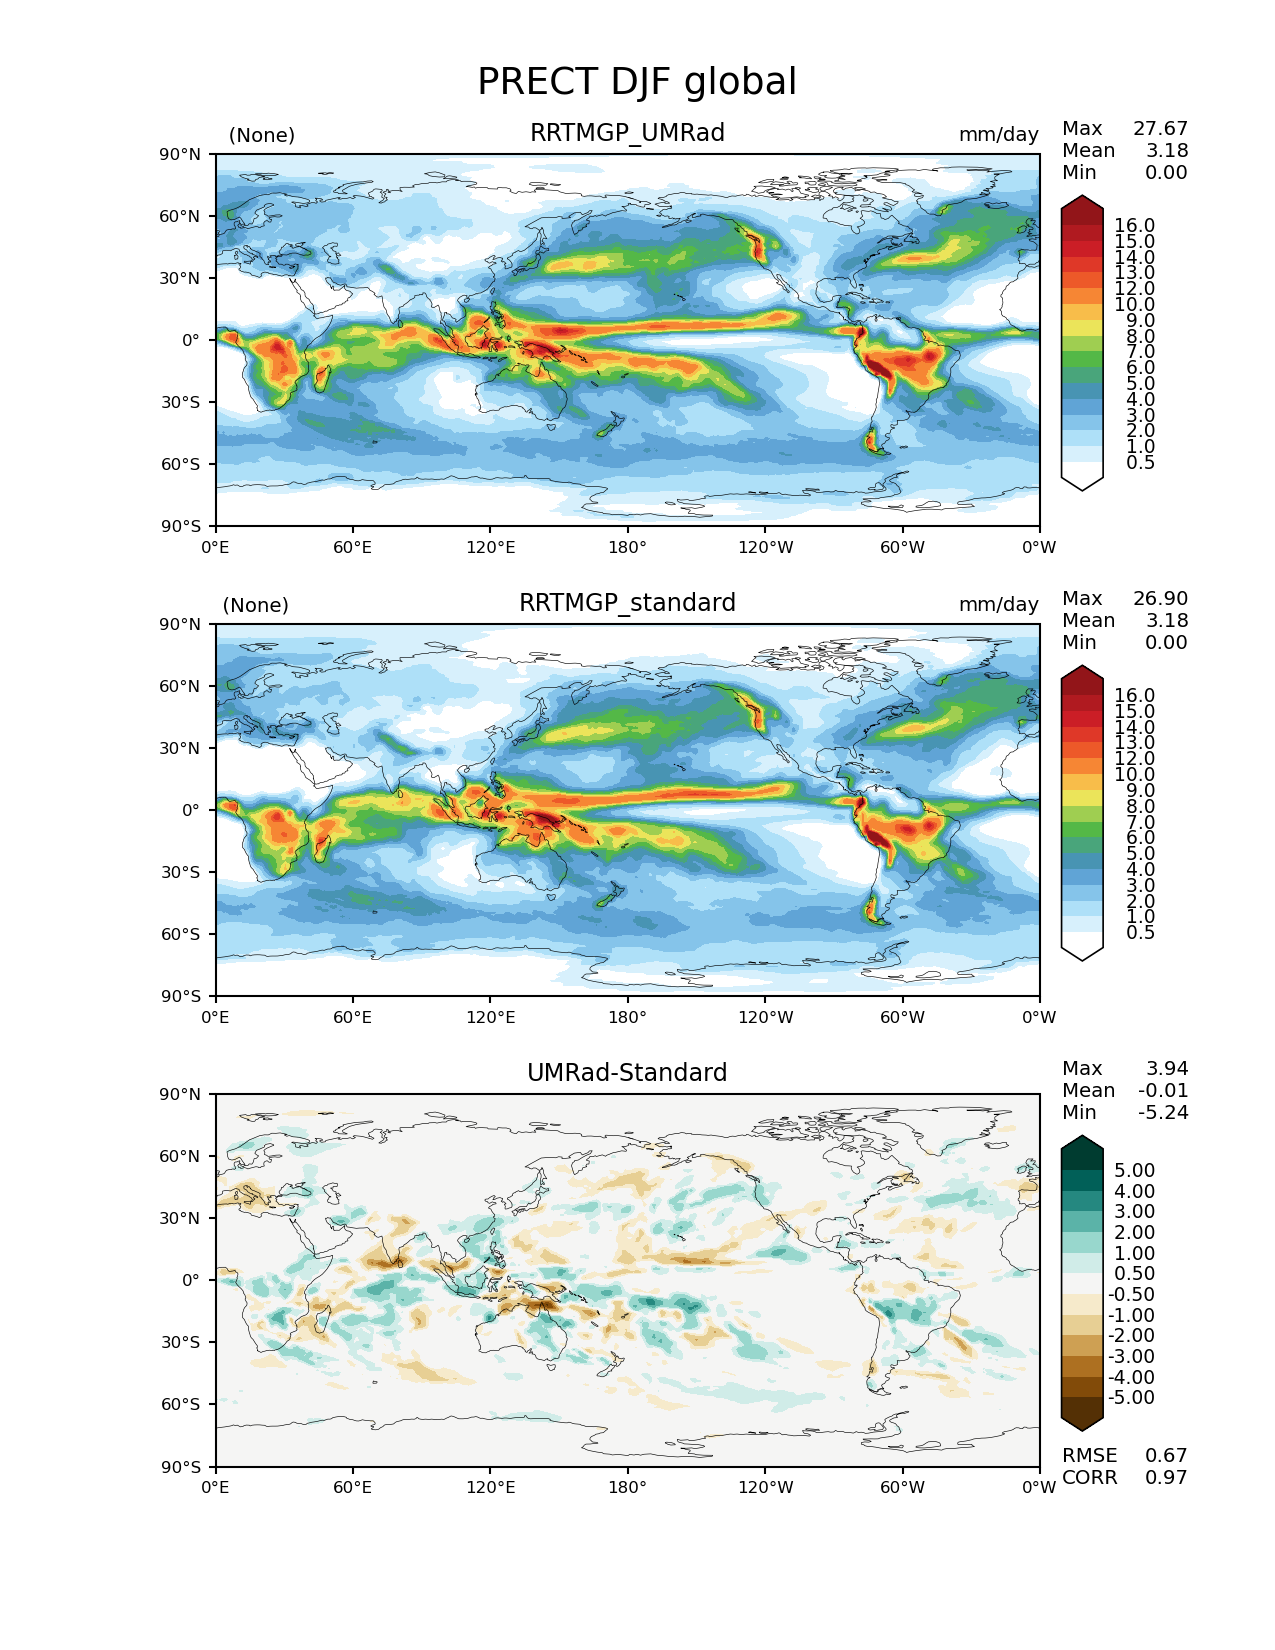 PRECT DJF global
(None) RRTMGP_UMRad mm/day
Max 27.67
Mean 3.18
Min 0.00
90°N
60°N
30°N
0°
30°S
60°S
90°S
0°E 60°E 120°E 180° 120°W 60°W 0°W
16.0
15.0
14.0
13.0
12.0
10.0
9.0
8.0
7.0
6.0
5.0
4.0
3.0
2.0
1.0
0.5
(None) RRTMGP_standard mm/day
Max 26.90
Mean 3.18
Min 0.00
90°N
60°N
30°N
0°
30°S
60°S
90°S
0°E 60°E 120°E 180° 120°W 60°W 0°W
16.0
15.0
14.0
13.0
12.0
10.0
9.0
8.0
7.0
6.0
5.0
4.0
3.0
2.0
1.0
0.5
UMRad-Standard
Max 3.94
Mean -0.01
Min -5.24
90°N
60°N
30°N
0°
30°S
60°S
90°S
0°E 60°E 120°E 180° 120°W 60°W 0°W
5.00
4.00
3.00
2.00
1.00
0.50
-0.50
-1.00
-2.00
-3.00
-4.00
-5.00
RMSE 0.67
CORR 0.97